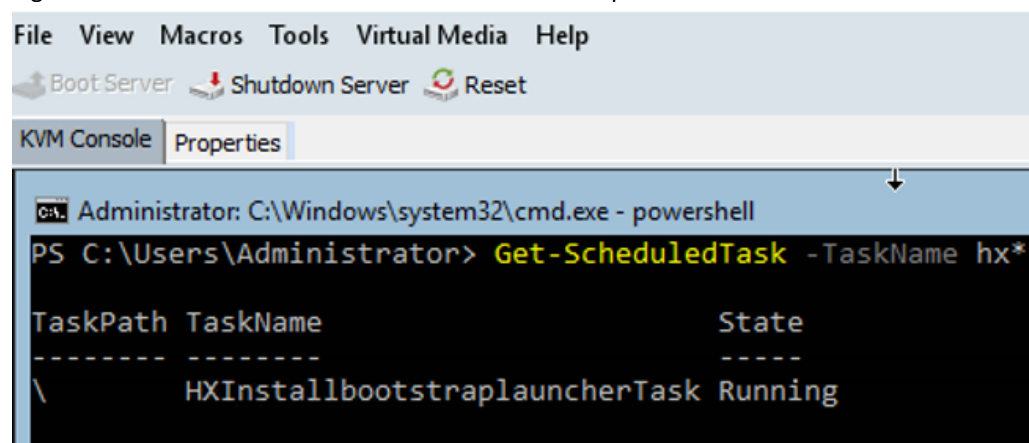 File View Macros Tools Virtual Media Help
Boot Server Shutdown Server Reset
KVM Console Properties
Administrator: C:\Windows\system32\cmd.exe - powershell
PS C:\Users\Administrator> Get-ScheduledTask -TaskName hx*
TaskPath TaskName State
-------- -------- -----
\ HXInstallbootstraplauncherTask Running